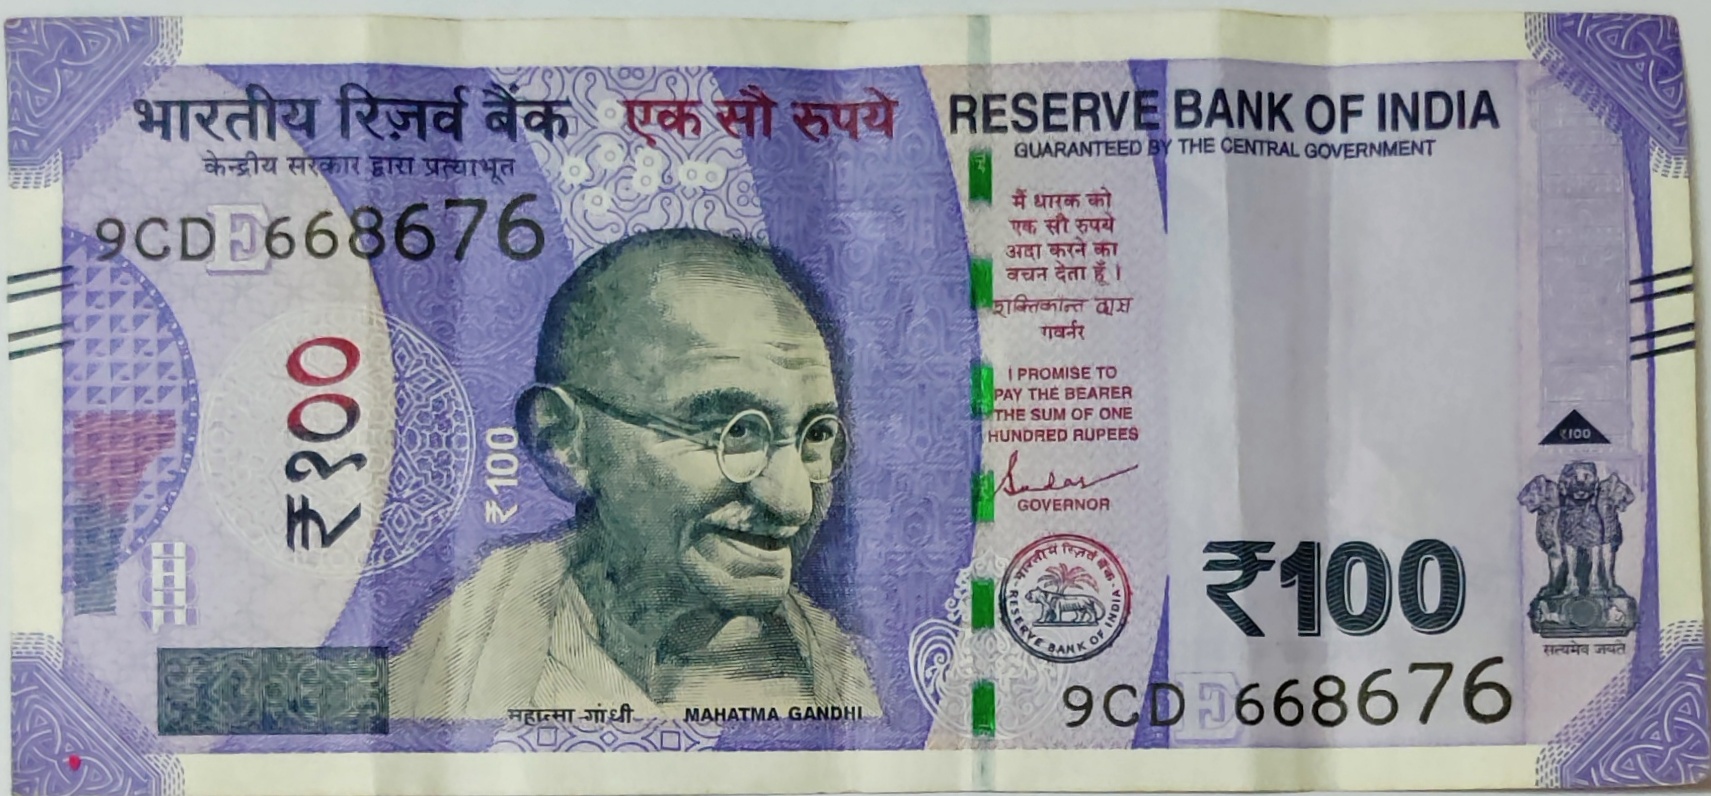 भारतीय रिज़र्व बैंक
एक सौ रुपये
RESERVE BANK OF INDIA
केन्द्रीय सरकार द्वारा प्रत्याभूत
GUARANTEED BY THE CENTRAL GOVERNMENT
9CD E 668676
मैं धारक को
एक सौ रुपये
अदा करने का
वचन देता हूँ ।
शक्तिकान्त दास
गवर्नर
I PROMISE TO
PAY THE BEARER
THE SUM OF ONE
HUNDRED RUPEES
GOVERNOR
₹१००
₹100
₹100
भारतीय रिज़र्व बैंक
RESERVE BANK OF INDIA
₹100
सत्यमेव जयते
9CD E 668676
महात्मा गांधी
MAHATMA GANDHI